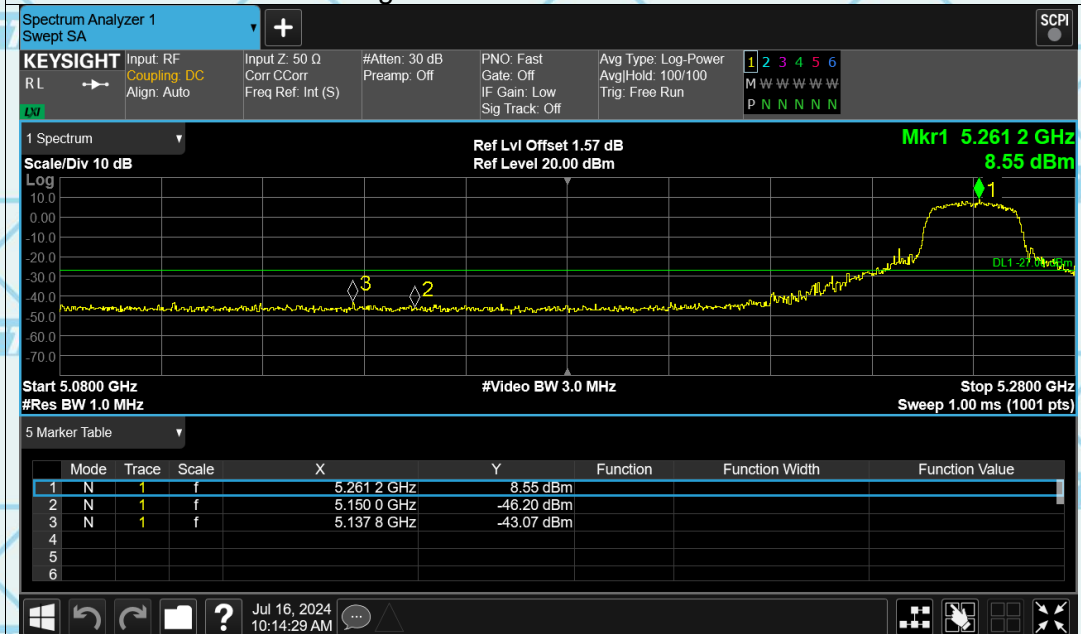 Spectrum Analyzer 1
Swept SA
+
SCPI
KEYSIGHT
R L
LXI
Input: RF
Coupling: DC
Align: Auto
Input Z: 50 Ω
Corr CCorr
Freq Ref: Int (S)
#Atten: 30 dB
Preamp: Off
PNO: Fast
Gate: Off
IF Gain: Low
Sig Track: Off
Avg Type: Log-Power
Avg|Hold: 100/100
Trig: Free Run
1 2 3 4 5 6
M W W W W W
P N N N N N
1 Spectrum
Scale/Div 10 dB
Ref Lvl Offset 1.57 dB
Ref Level 20.00 dBm
Mkr1 5.261 2 GHz
8.55 dBm
Log
10.0
0.00
-10.0
-20.0
-30.0
-40.0
-50.0
-60.0
-70.0
1
2
3
Start 5.0800 GHz
#Res BW 1.0 MHz
#Video BW 3.0 MHz
Stop 5.2800 GHz
Sweep 1.00 ms (1001 pts)
5 Marker Table
Mode Trace Scale X Y Function Function Width Function Value
1 N 1 f 5.261 2 GHz 8.55 dBm
2 N 1 f 5.150 0 GHz -46.20 dBm
3 N 1 f 5.137 8 GHz -43.07 dBm
4
5
6
?
Jul 16, 2024
10:14:29 AM